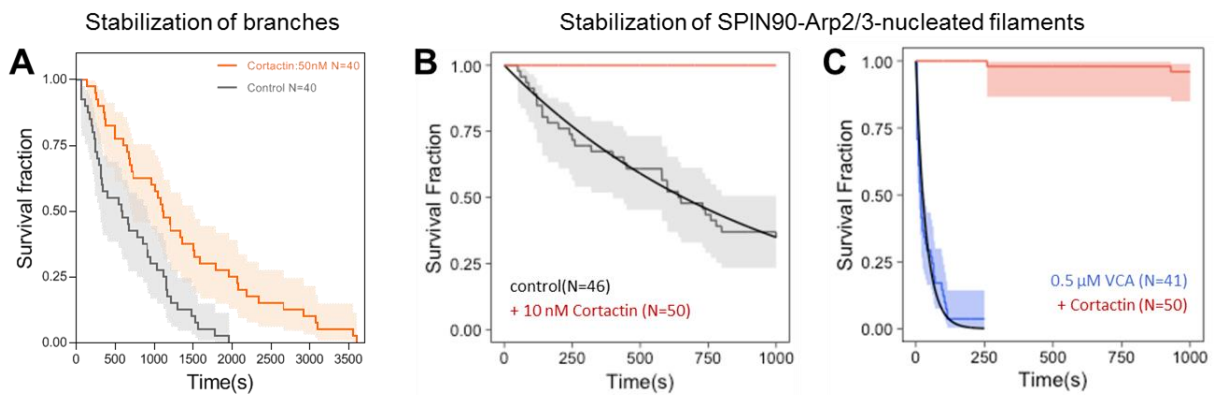 Stabilization of branches
Stabilization of SPIN90-Arp2/3-nucleated filaments
A
Cortactin:50nM N=40
Control N=40
Survival fraction
1.00
0.75
0.50
0.25
0.00
0 500 1000 1500 2000 2500 3000 3500
Time(s)
B
Survival Fraction
1.00
0.75
0.50
0.25
0.00
control(N=46)
+ 10 nM Cortactin (N=50)
0 250 500 750 1000
Time(s)
C
Survival Fraction
1.00
0.75
0.50
0.25
0.00
0.5 μM VCA (N=41)
+ Cortactin (N=50)
0 250 500 750 1000
Time(s)